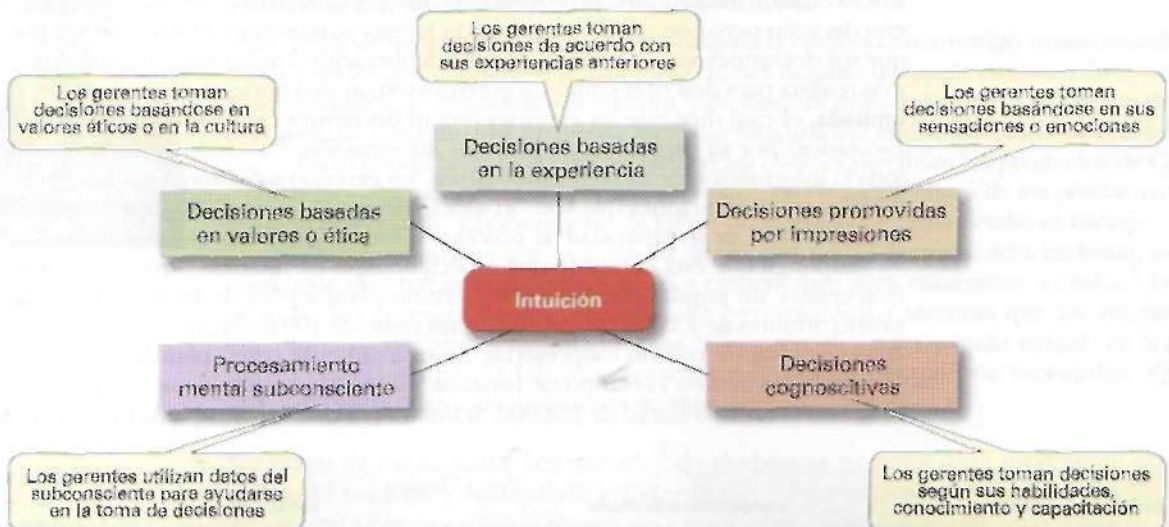 Los gerentes toman
decisiones de acuerdo con
sus experiencias anteriores
Los gerentes toman
decisiones basándose en
valores éticos o en la cultura
Los gerentes toman
decisiones basándose en sus
sensaciones o emociones
Decisiones basadas
en la experiencia
Decisiones basadas
en valores o ética
Decisiones promovidas
por impresiones
Intuición
Procesamiento
mental subconsciente
Decisiones
cognoscitivas
Los gerentes utilizan datos del
subconsciente para ayudarse
en la toma de decisiones
Los gerentes toman decisiones
según sus habilidades,
conocimiento y capacitación